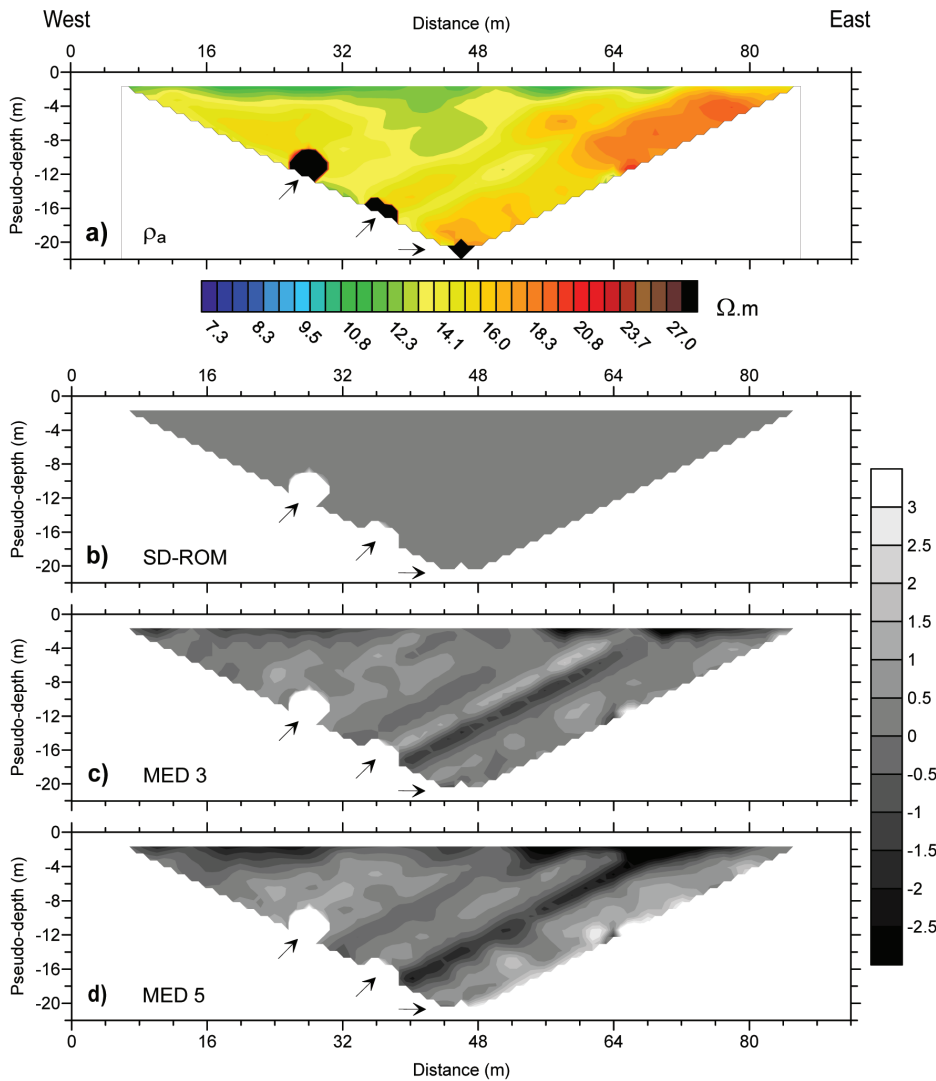 West
Distance (m)
East
0 16 32 48 64 80
Pseudo-depth (m)
0
-4
-8
-12
-16
-20
a) ρa
7.3 8.3 9.5 10.8 12.3 14.1 16.0 18.3 20.8 23.7 27.0
Ω.m
0 16 32 48 64 80
Pseudo-depth (m)
0
-4
-8
-12
-16
-20
b) SD-ROM
3
2
1.5
1
0.5
0
-0.5
-1
-1.5
-2
-2.5
Pseudo-depth (m)
0
-4
-8
-12
-16
-20
c) MED 3
Pseudo-depth (m)
0
-4
-8
-12
-16
-20
d) MED 5
0 16 32 48 64 80
Distance (m)